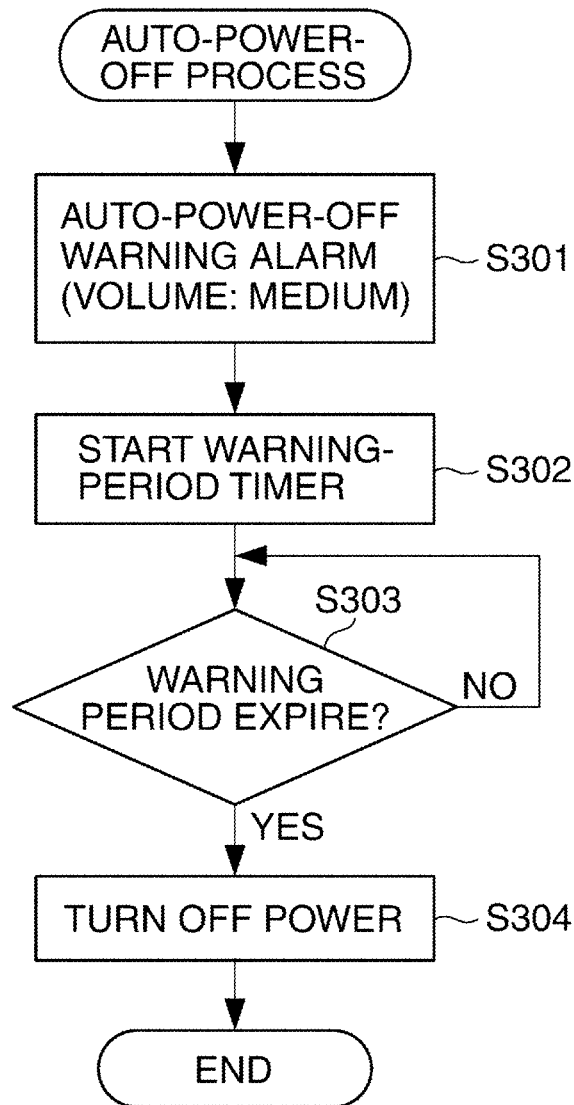 AUTO-POWER-
OFF PROCESS
AUTO-POWER-OFF
WARNING ALARM
(VOLUME: MEDIUM)
S301
START WARNING-
PERIOD TIMER
S302
S303
WARNING
PERIOD EXPIRE?
NO
YES
TURN OFF POWER
S304
END